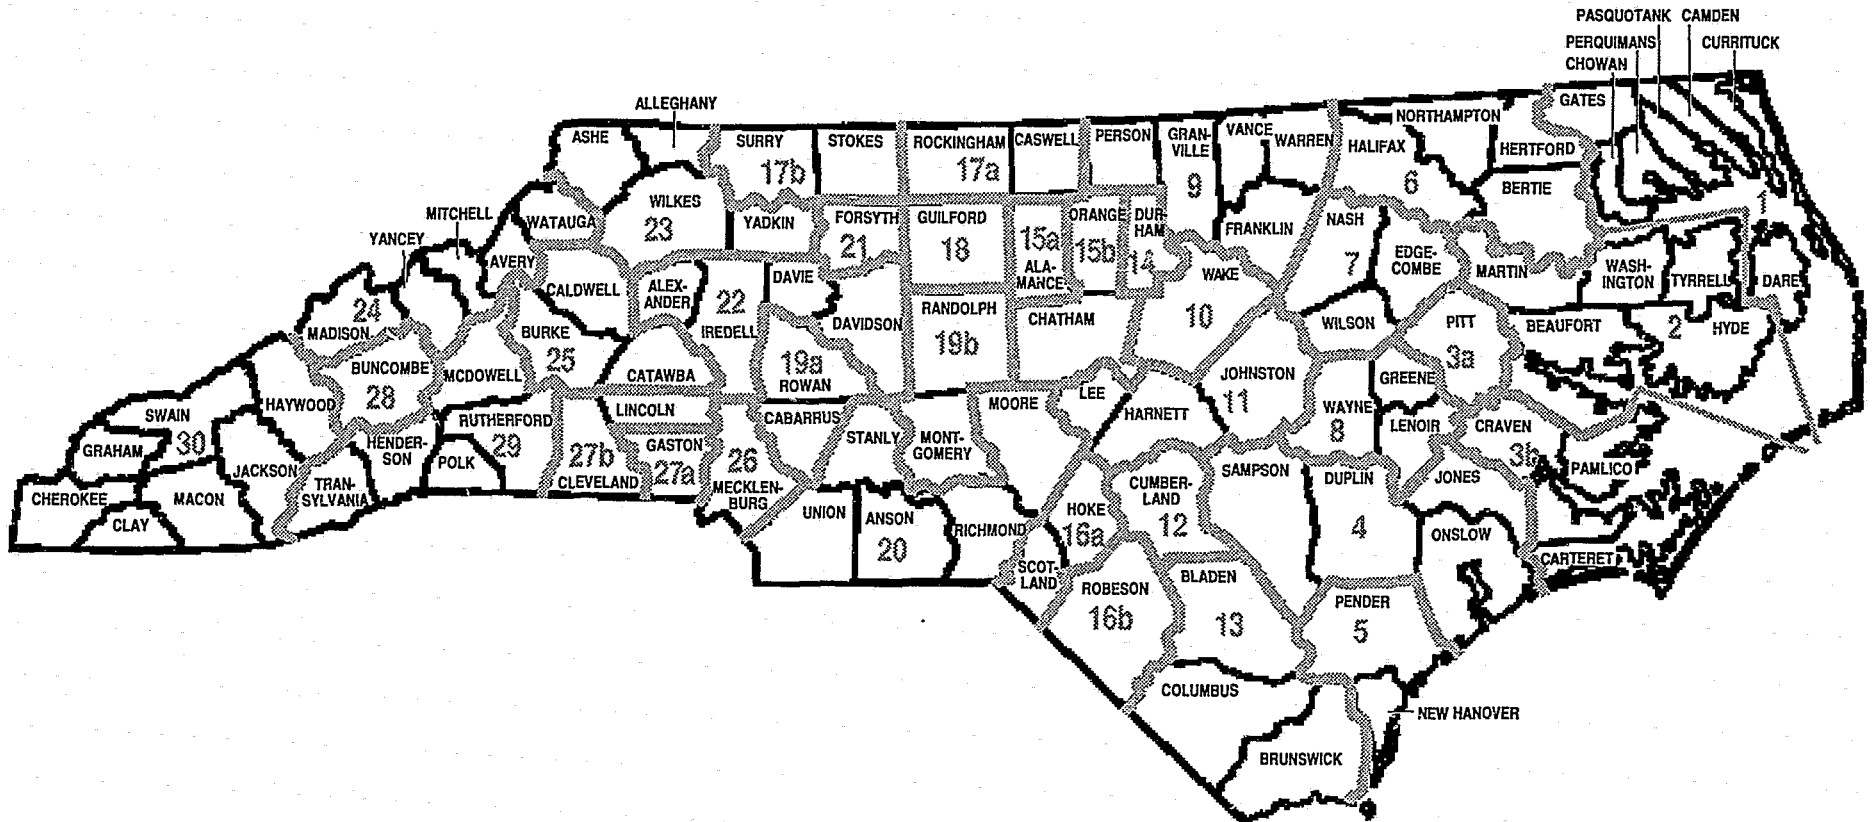 PASQUOTANK CAMDEN
PERQUIMANS CURRITUCK
CHOWAN
ALLEGHANY
GATES
NORTHAMPTON
ASHE
SURRY
STOKES
ROCKINGHAM
CASWELL
PERSON
GRAN-
VILLE
VANCE
WARREN
HALIFAX
HERTFORD
17b
17a
9
6
BERTIE
WILKES
23
YADKIN
FORSYTH
21
GUILFORD
18
15a
ALA-
MANCE
ORANGE
15b
DUR-
HAM
14
FRANKLIN
NASH
7
EDGE-
COMBE
MARTIN
1
MITCHELL
WATAUGA
YANCEY
AVERY
CALDWELL
ALEX-
ANDER
22
IREDELL
DAVIE
DAVIDSON
RANDOLPH
19b
CHATHAM
WAKE
10
WILSON
WASH-
INGTON
TYRRELL
DARE
24
MADISON
BURKE
25
CATAWBA
19a
ROWAN
PITT
3a
BEAUFORT
2
HYDE
BUNCOMBE
28
MCDOWELL
JOHNSTON
11
GREENE
SWAIN
30
HAYWOOD
RUTHERFORD
29
LINCOLN
CABARRUS
MOORE
LEE
HARNETT
WAYNE
8
LENOIR
CRAVEN
3b
GRAHAM
JACKSON
HENDER-
SON
POLK
27b
CLEVELAND
GASTON
27a
26
MECKLEN-
BURG
STANLY
MONT-
GOMERY
CUMBER-
LAND
12
SAMPSON
DUPLIN
4
JONES
PAMLICO
CHEROKEE
CLAY
MACON
TRAN-
SYLVANIA
UNION
ANSON
20
RICHMOND
HOKE
16a
SCOT-
LAND
ONSLOW
CARTERET
ROBESON
16b
BLADEN
13
PENDER
5
COLUMBUS
NEW HANOVER
BRUNSWICK